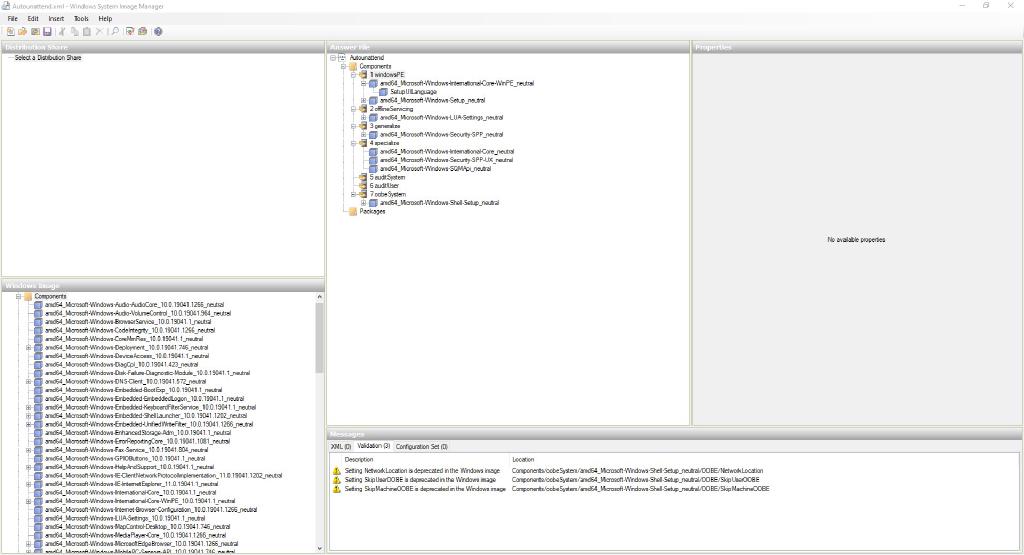 Autounattend.xml - Windows System Image Manager
File Edit Insert Tools Help
Distribution Share
Select a Distribution Share
Answer File
Autounattend
Components
1 windowsPE
amd64_Microsoft-Windows-International-Core-WinPE_neutral
SetupUILanguage
amd64_Microsoft-Windows-Setup_neutral
2 offlineServicing
amd64_Microsoft-Windows-LUA-Settings_neutral
3 generalize
amd64_Microsoft-Windows-Security-SPP_neutral
4 specialize
amd64_Microsoft-Windows-International-Core_neutral
amd64_Microsoft-Windows-Security-SPP-UX_neutral
amd64_Microsoft-Windows-SQMApi_neutral
5 auditSystem
6 auditUser
7 oobeSystem
amd64_Microsoft-Windows-Shell-Setup_neutral
Packages
Properties
No available properties
Windows Image
Components
amd64_Microsoft-Windows-Audio-AudioCore_10.0.19041.1266_neutral
amd64_Microsoft-Windows-Audio-VolumeControl_10.0.19041.964_neutral
amd64_Microsoft-Windows-BrowserService_10.0.19041.1_neutral
amd64_Microsoft-Windows-CodeIntegrity_10.0.19041.1266_neutral
amd64_Microsoft-Windows-CoreMmRes_10.0.19041.1_neutral
amd64_Microsoft-Windows-Deployment_10.0.19041.746_neutral
amd64_Microsoft-Windows-DeviceAccess_10.0.19041.1_neutral
amd64_Microsoft-Windows-DiagCpl_10.0.19041.423_neutral
amd64_Microsoft-Windows-Disk-Failure-Diagnostic-Module_10.0.19041.1_neutral
amd64_Microsoft-Windows-DNS-Client_10.0.19041.572_neutral
amd64_Microsoft-Windows-Embedded-BootExp_10.0.19041.1_neutral
amd64_Microsoft-Windows-Embedded-EmbeddedLogon_10.0.19041.1_neutral
amd64_Microsoft-Windows-Embedded-KeyboardFilterService_10.0.19041.1_neutral
amd64_Microsoft-Windows-Embedded-ShellLauncher_10.0.19041.1202_neutral
amd64_Microsoft-Windows-Embedded-UnifiedWriteFilter_10.0.19041.1266_neutral
amd64_Microsoft-Windows-EnhancedStorage-Adm_10.0.19041.1_neutral
amd64_Microsoft-Windows-ErrorReportingCore_10.0.19041.1081_neutral
amd64_Microsoft-Windows-Fax-Service_10.0.19041.804_neutral
amd64_Microsoft-Windows-GPIOButtons_10.0.19041.1_neutral
amd64_Microsoft-Windows-HelpAndSupport_10.0.19041.1_neutral
amd64_Microsoft-Windows-IE-ClientNetworkProtocolImplementation_11.0.19041.1202_neutral
amd64_Microsoft-Windows-IE-InternetExplorer_11.0.19041.1_neutral
amd64_Microsoft-Windows-International-Core_10.0.19041.1_neutral
amd64_Microsoft-Windows-International-Core-WinPE_10.0.19041.1_neutral
amd64_Microsoft-Windows-Internet-Browser-Configuration_10.0.19041.1266_neutral
amd64_Microsoft-Windows-LUA-Settings_10.0.19041.1_neutral
amd64_Microsoft-Windows-MapControl-Desktop_10.0.19041.746_neutral
amd64_Microsoft-Windows-MediaPlayer-Core_10.0.19041.1266_neutral
amd64_Microsoft-Windows-MicrosoftEdgeBrowser_10.0.19041.1266_neutral
amd64_Microsoft-Windows-MobilePC-Sensors-API_10.0.19041.746_neutral
Messages
XML (0) Validation (3) Configuration Set (0)
Description Location
Setting NetworkLocation is deprecated in the Windows image Components/oobeSystem/amd64_Microsoft-Windows-Shell-Setup_neutral/OOBE/NetworkLocation
Setting SkipUserOOBE is deprecated in the Windows image Components/oobeSystem/amd64_Microsoft-Windows-Shell-Setup_neutral/OOBE/SkipUserOOBE
Setting SkipMachineOOBE is deprecated in the Windows image Components/oobeSystem/amd64_Microsoft-Windows-Shell-Setup_neutral/OOBE/SkipMachineOOBE